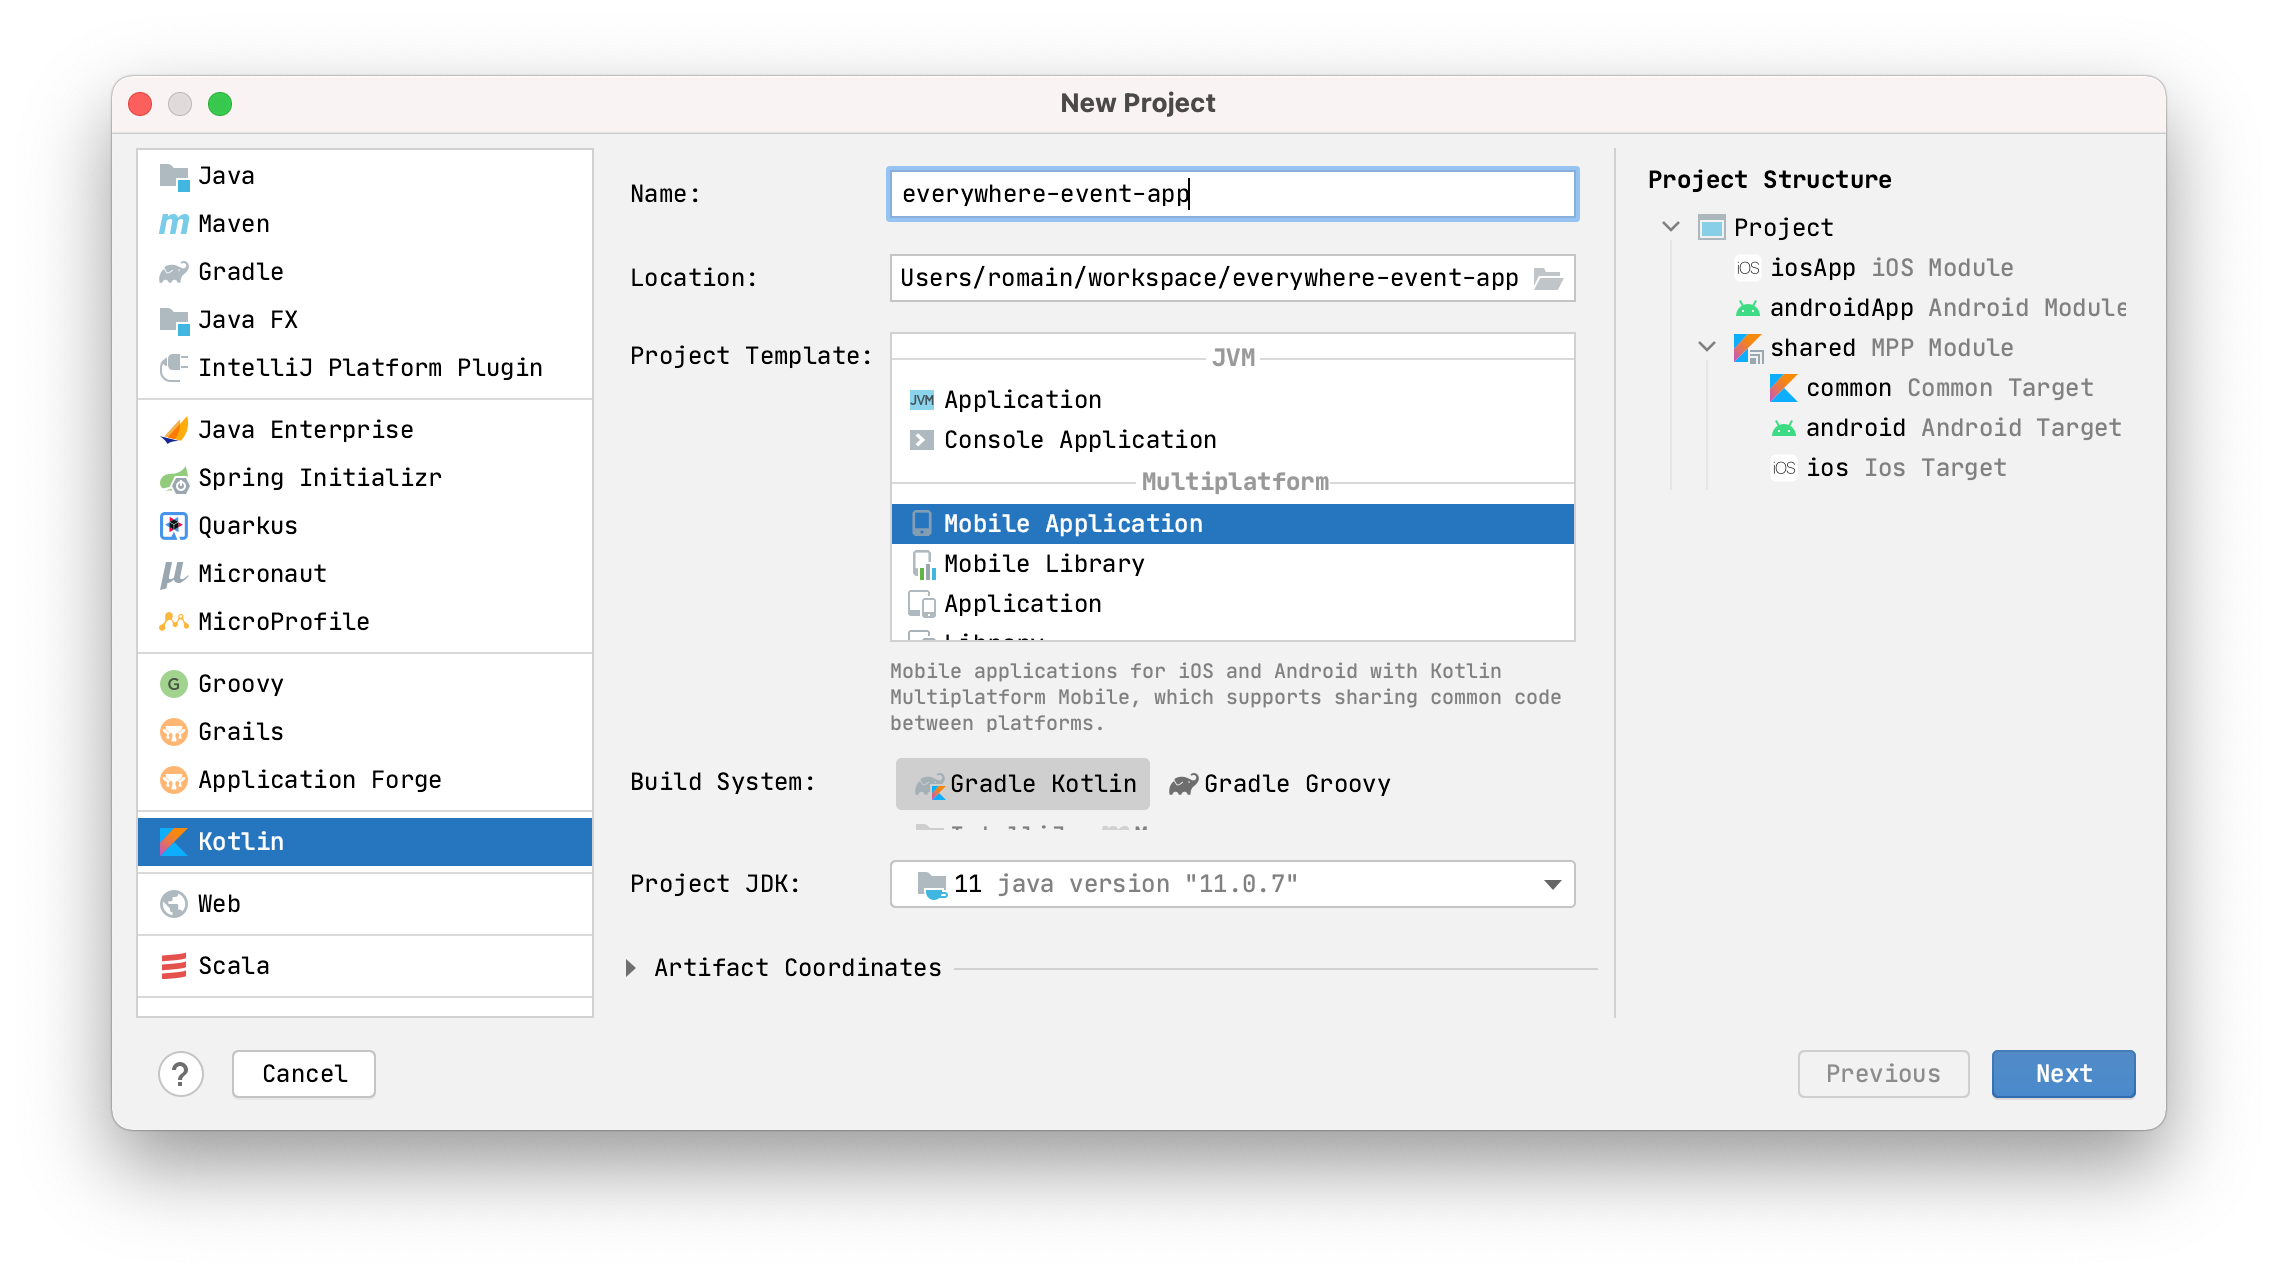 New Project
Java
Maven
Gradle
Java FX
IntelliJ Platform Plugin
Java Enterprise
Spring Initializr
Quarkus
Micronaut
MicroProfile
Groovy
Grails
Application Forge
Kotlin
Web
Scala
Name: everywhere-event-app
Location: Users/romain/workspace/everywhere-event-app
Project Template:
JVM
Application
Console Application
Multiplatform
Mobile Application
Mobile Library
Application
Library
Mobile applications for iOS and Android with Kotlin
Multiplatform Mobile, which supports sharing common code
between platforms.
Build System: Gradle Kotlin Gradle Groovy
Project JDK: 11 java version "11.0.7"
Artifact Coordinates
Project Structure
Project
iosApp iOS Module
androidApp Android Module
shared MPP Module
common Common Target
android Android Target
ios Ios Target
? Cancel Previous Next